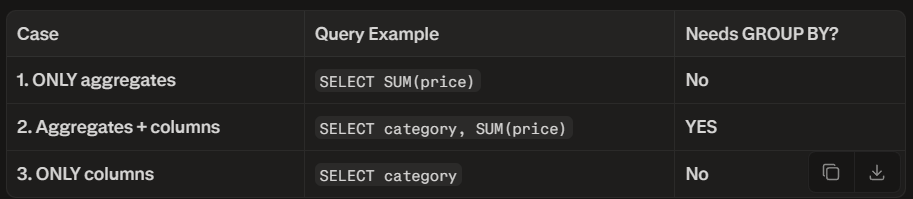 Case Query Example Needs GROUP BY?
1. ONLY aggregates SELECT SUM(price) No
2. Aggregates + columns SELECT category, SUM(price) YES
3. ONLY columns SELECT category No